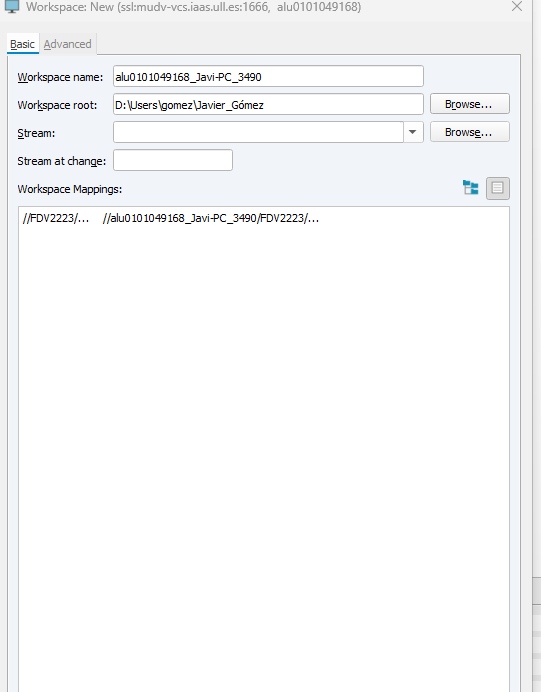 Workspace: New (ssl:mudv-vcs.iaas.ull.es:1666, alu0101049168)
Basic Advanced
Workspace name: alu0101049168_Javi-PC_3490
Workspace root: D:\Users\gomez\Javier_Gómez Browse...
Stream: Browse...
Stream at change:
Workspace Mappings:
//FDV2223/... //alu0101049168_Javi-PC_3490/FDV2223/...